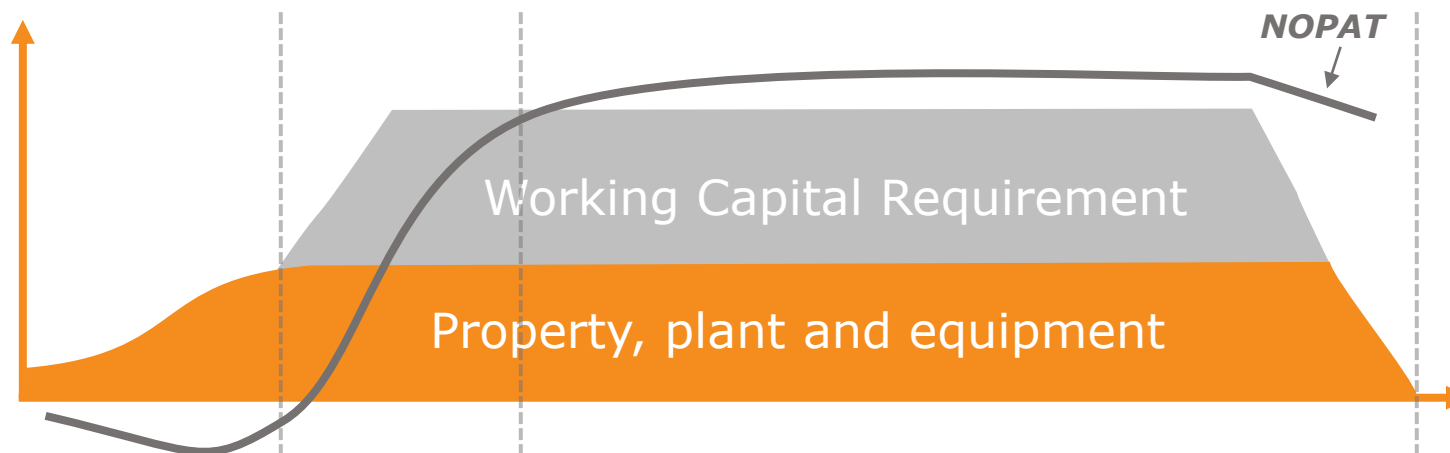 NOPAT
Working Capital Requirement
Property, plant and equipment